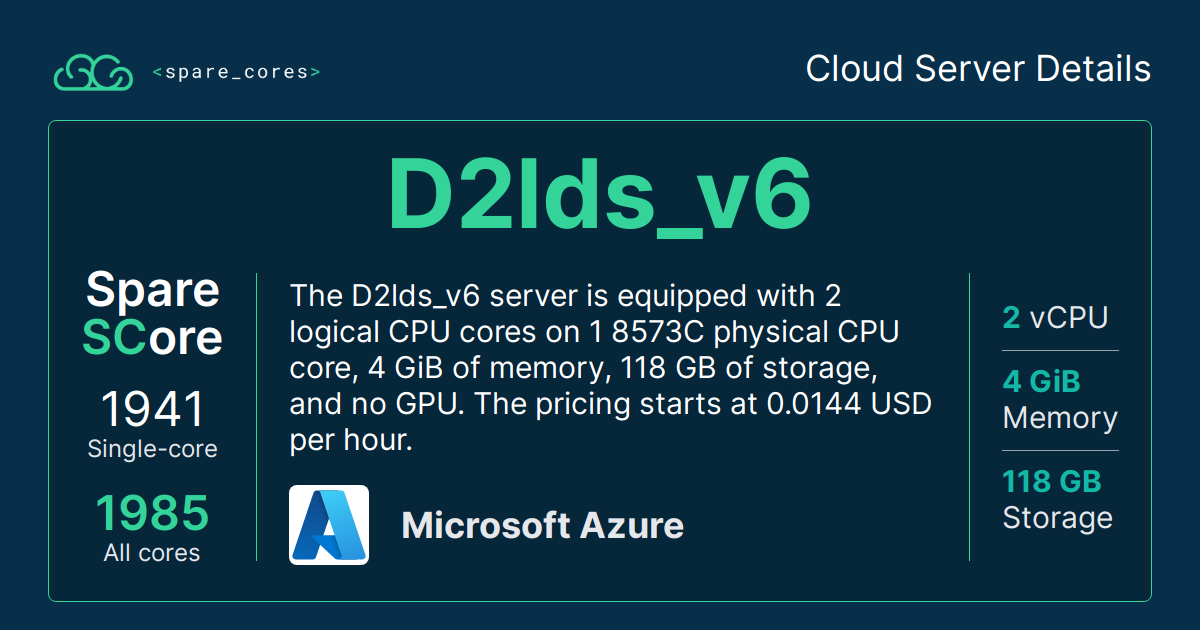 <spare_cores>
Cloud Server Details
D2lds_v6
Spare
SCore
1941
Single-core
1985
All cores
The D2lds_v6 server is equipped with 2
logical CPU cores on 1 8573C physical CPU
core, 4 GiB of memory, 118 GB of storage,
and no GPU. The pricing starts at 0.0144 USD
per hour.
Microsoft Azure
2 vCPU
4 GiB
Memory
118 GB
Storage